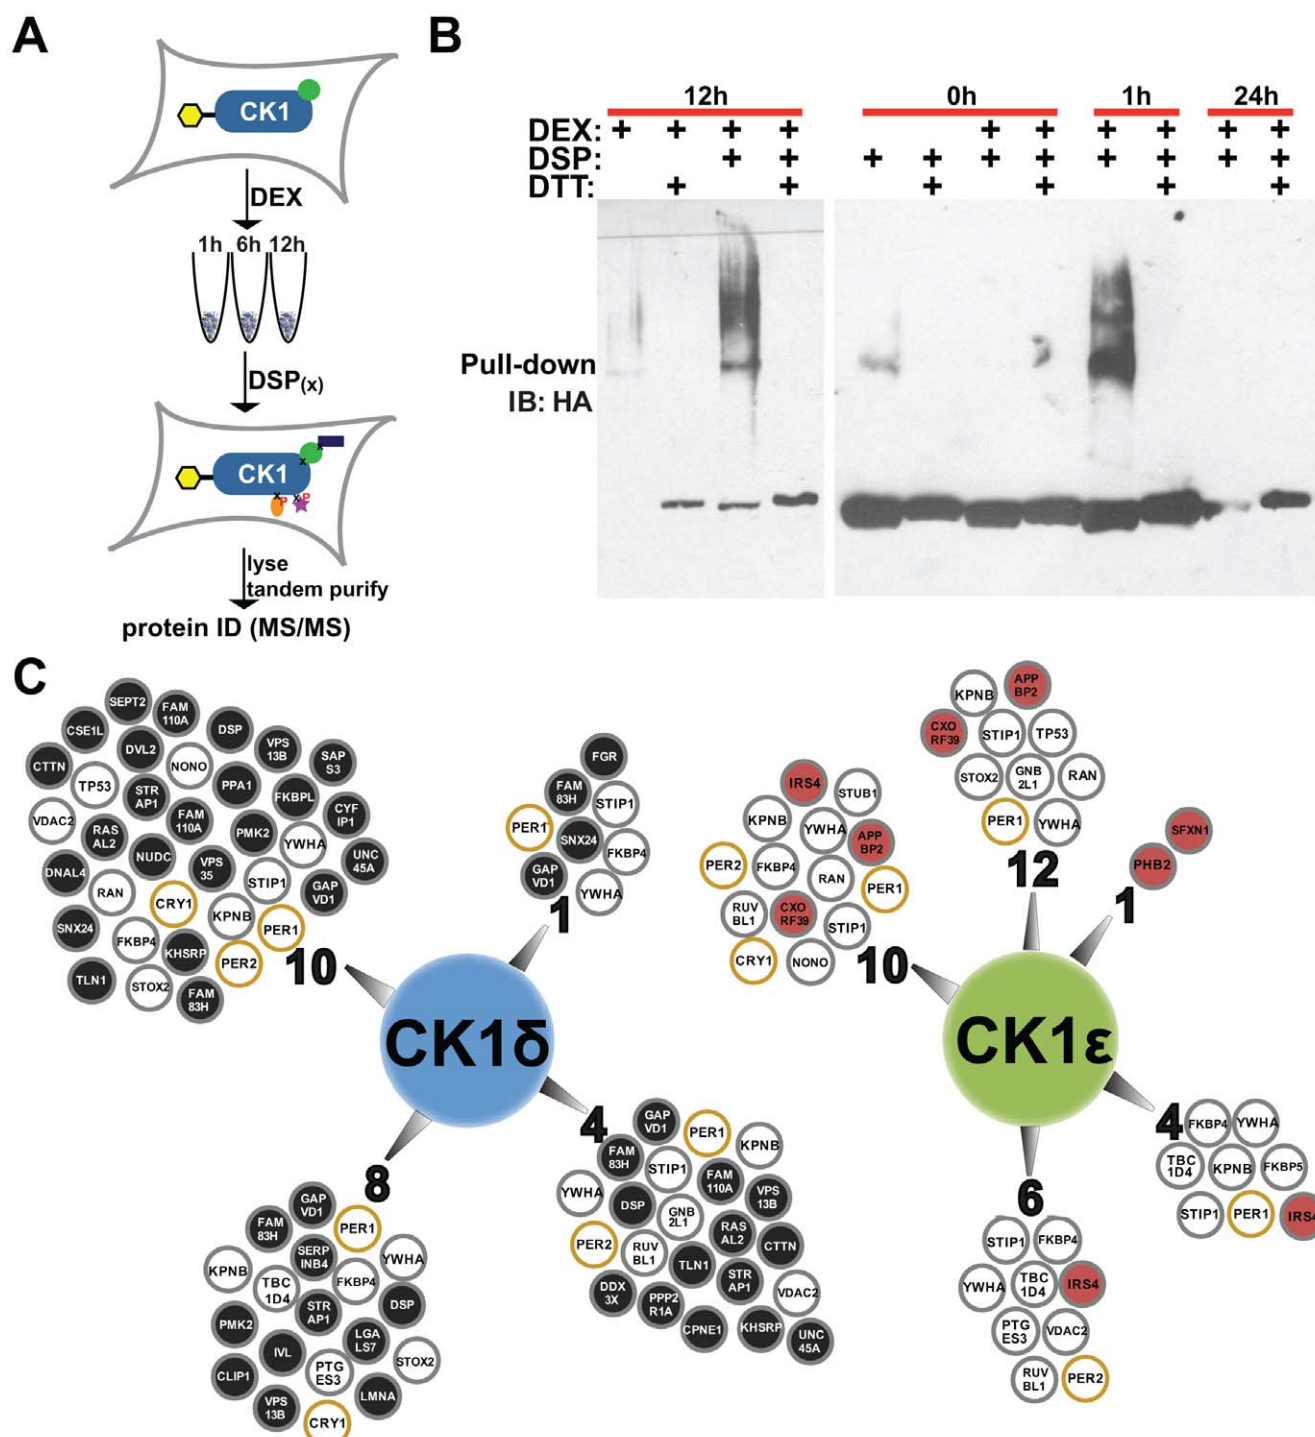 A
CK1
DEX
1h 6h 12h
DSP(x)
CK1
P
P
x
x
x
x
lyse
tandem purify
protein ID (MS/MS)
B
12h
0h
1h
24h
DEX: + + + + + + + + + +
DSP: + + + + + + + + + +
DTT: + + + + + +
Pull-down
IB: HA
C
SEPT2
FAM
110A
CSE1L
DSP
DVL2
VPS
13B
CTTN
NONO
SAP
S3
TP53
STR
AP1
PPA1
FKBPL
VDAC2
FAM
110A
CYF
IP1
RAS
AL2
PMK2
YWHA
NUDC
UNC
45A
DNAL4
VPS
35
STIP1
RAN
GAP
VD1
CRY1
KPNB
SNX24
PER1
FKBP4
KHSRP
PER2
TLN1
STOX2
FAM
83H
10
FGR
FAM
83H
STIP1
PER1
SNX24
FKBP4
GAP
VD1
YWHA
1
CK1δ
4
GAP
VD1
PER1
KPNB
FAM
83H
STIP1
FAM
110A
YWHA
VPS
13B
DSP
GNB
2L1
RAS
AL2
PER2
RUV
BL1
CTTN
TLN1
STR
AP1
DDX
3X
PPP2
R1A
VDAC2
CPNE1
KHSRP
UNC
45A
8
GAP
VD1
PER1
FAM
83H
SERP
INB4
YWHA
KPNB
TBC
1D4
FKBP4
STR
AP1
DSP
PMK2
LGA
LS7
IVL
PTG
ES3
STOX2
CLIP1
LMNA
VPS
13B
CRY1
KPNB
APP
BP2
CXO
RF39
STIP1
TP53
STOX2
GNB
2L1
RAN
PER1
YWHA
12
SFXN1
PHB2
1
IRS4
STUB1
KPNB
YWHA
APP
BP2
PER2
FKBP4
RAN
PER1
RUV
BL1
CXO
RF39
STIP1
CRY1
NONO
10
CK1ε
4
FKBP4
YWHA
TBC
1D4
KPNB
FKBP5
STIP1
PER1
IRS4
6
STIP1
FKBP4
YWHA
TBC
1D4
IRS4
PTG
ES3
VDAC2
RUV
BL1
PER2